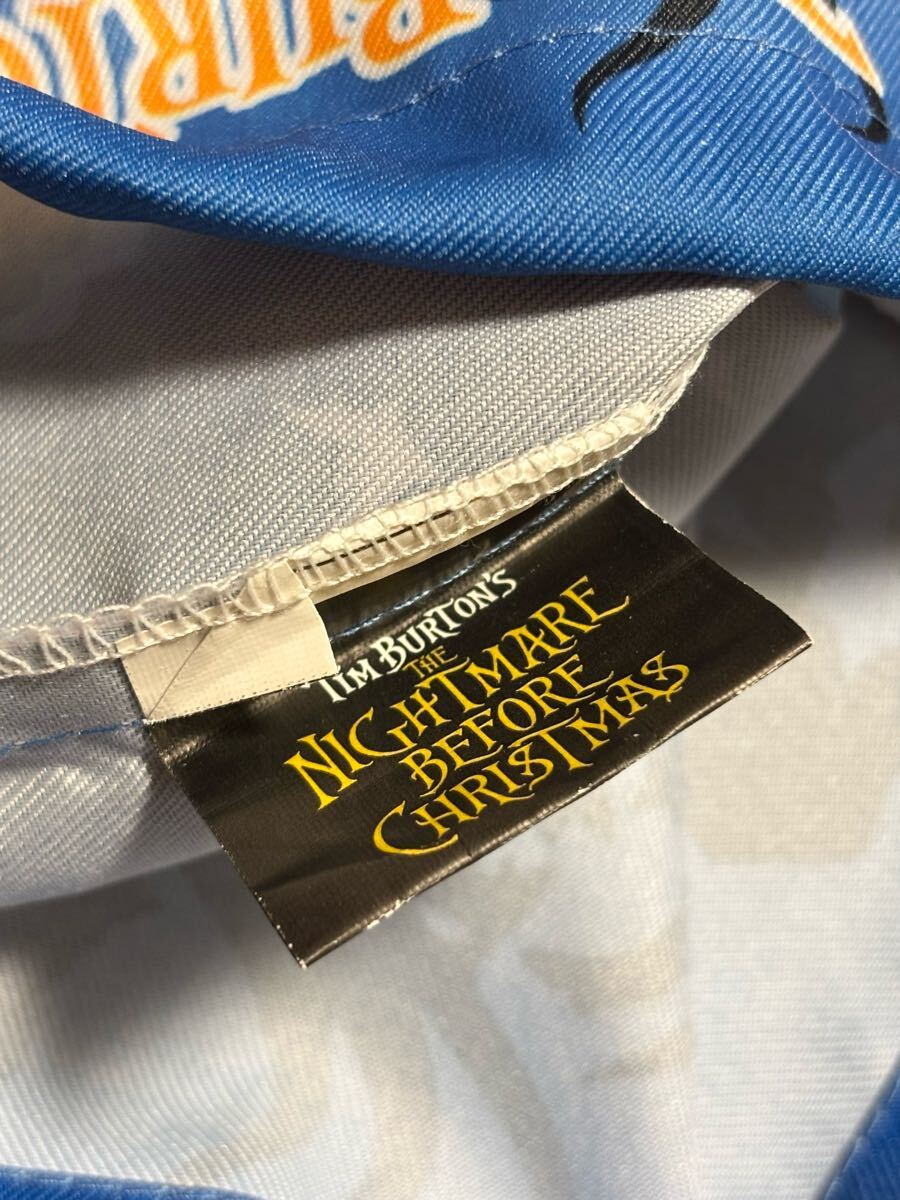 TIM BURTON'S
THE
NIGHTMARE
BEFORE
CHRISTMAS